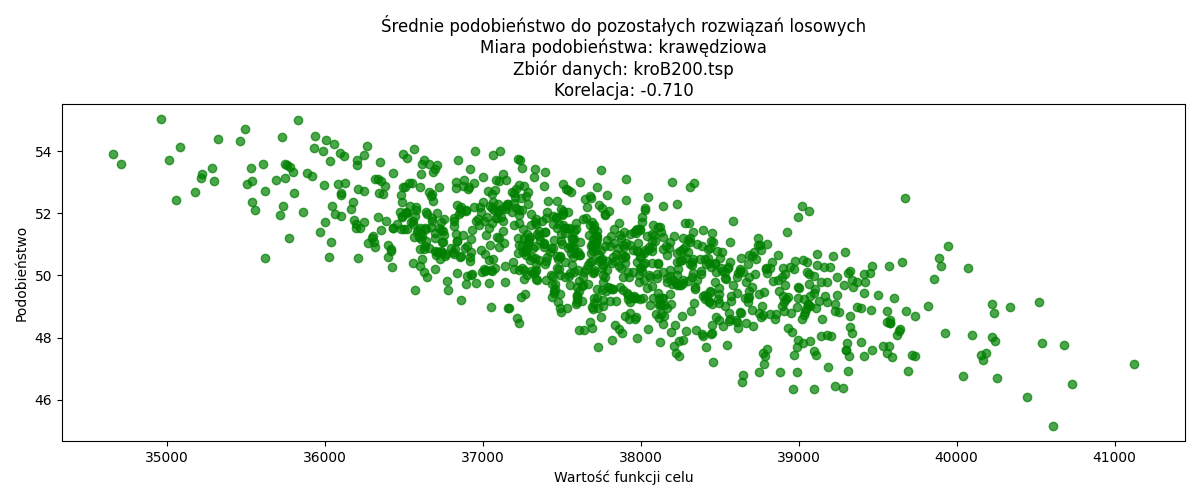 Średnie podobieństwo do pozostałych rozwiązań losowych
Miara podobieństwa: krawędziowa
Zbiór danych: kroB200.tsp
Korelacja: -0.710
Podobieństwo
54
52
50
48
46
35000 36000 37000 38000 39000 40000 41000
Wartość funkcji celu